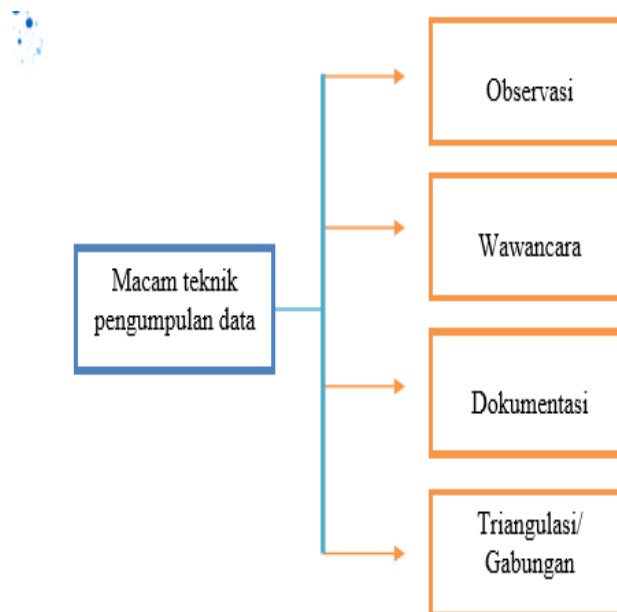 Observasi
Wawancara
Macam teknik
pengumpulan data
Dokumentasi
Triangulasi/
Gabungan